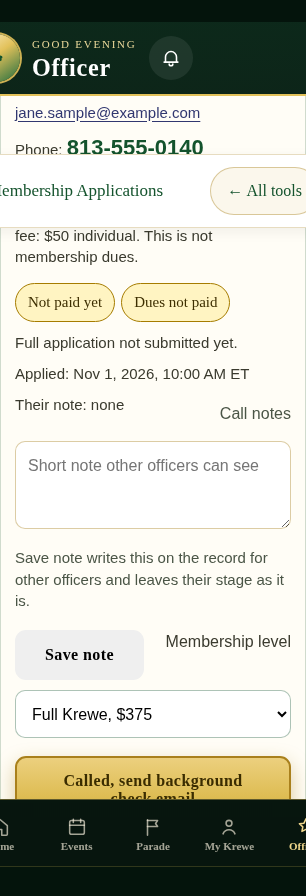 GOOD EVENING
Officer
jane.sample@example.com
Phone: 813-555-0140
Membership Applications
← All tools
fee: $50 individual. This is not
membership dues.
Not paid yet
Dues not paid
Full application not submitted yet.
Applied: Nov 1, 2026, 10:00 AM ET
Their note: none
Call notes
Short note other officers can see
Save note writes this on the record for
other officers and leaves their stage as it
is.
Save note
Membership level
Full Krewe, $375
Called, send background
check email
Events
Parade
My Krewe